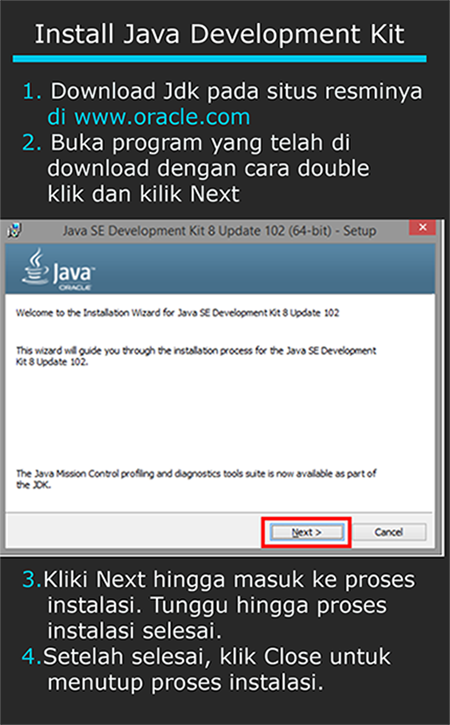 Install Java Development Kit
1. Download Jdk pada situs resminya
di www.oracle.com
2. Buka program yang telah di
download dengan cara double
klik dan kilik Next
Java SE Development Kit 8 Update 102 (64-bit) - Setup
Java
ORACLE
Welcome to the Installation Wizard for Java SE Development Kit 8 Update 102
This wizard will guide you through the installation process for the Java SE Development
Kit 8 Update 102.
The Java Mission Control profiling and diagnostics tools suite is now available as part of
the JDK.
Next >
Cancel
3.Kliki Next hingga masuk ke proses
instalasi. Tunggu hingga proses
instalasi selesai.
4.Setelah selesai, klik Close untuk
menutup proses instalasi.